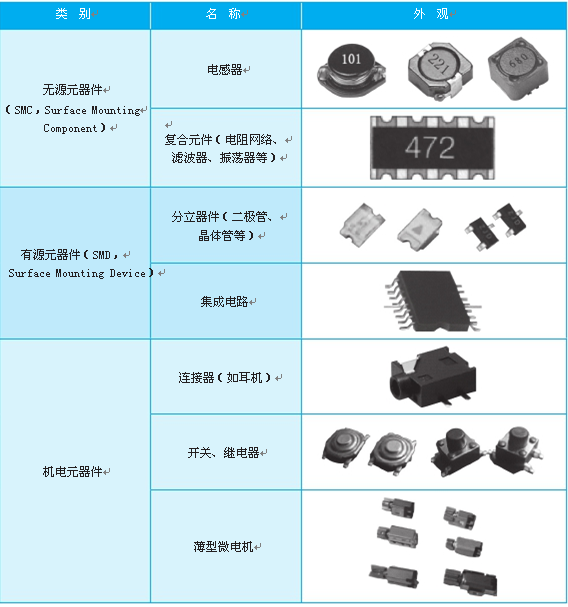 类 别
名 称
外 观
无源元器件
（SMC，Surface Mounting
Component）
电感器
101
221
680
复合元件（电阻网络、
滤波器、振荡器等）
472
有源元器件（SMD，
Surface Mounting Device）
分立器件（二极管、
晶体管等）
集成电路
机电元器件
连接器（如耳机）
开关、继电器
薄型微电机